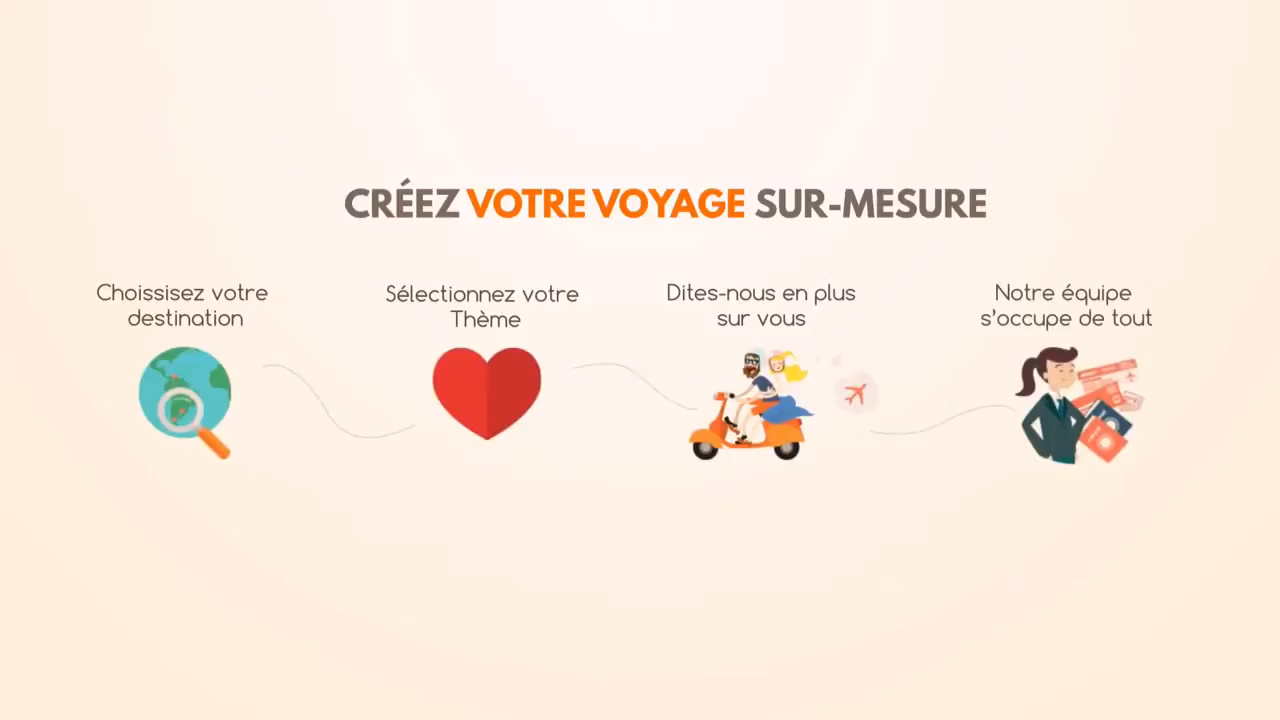 CRÉEZ VOTRE VOYAGE SUR-MESURE
Choissisez votre
destination
Sélectionnez votre
Thème
Dites-nous en plus
sur vous
Notre équipe
s'occupe de tout